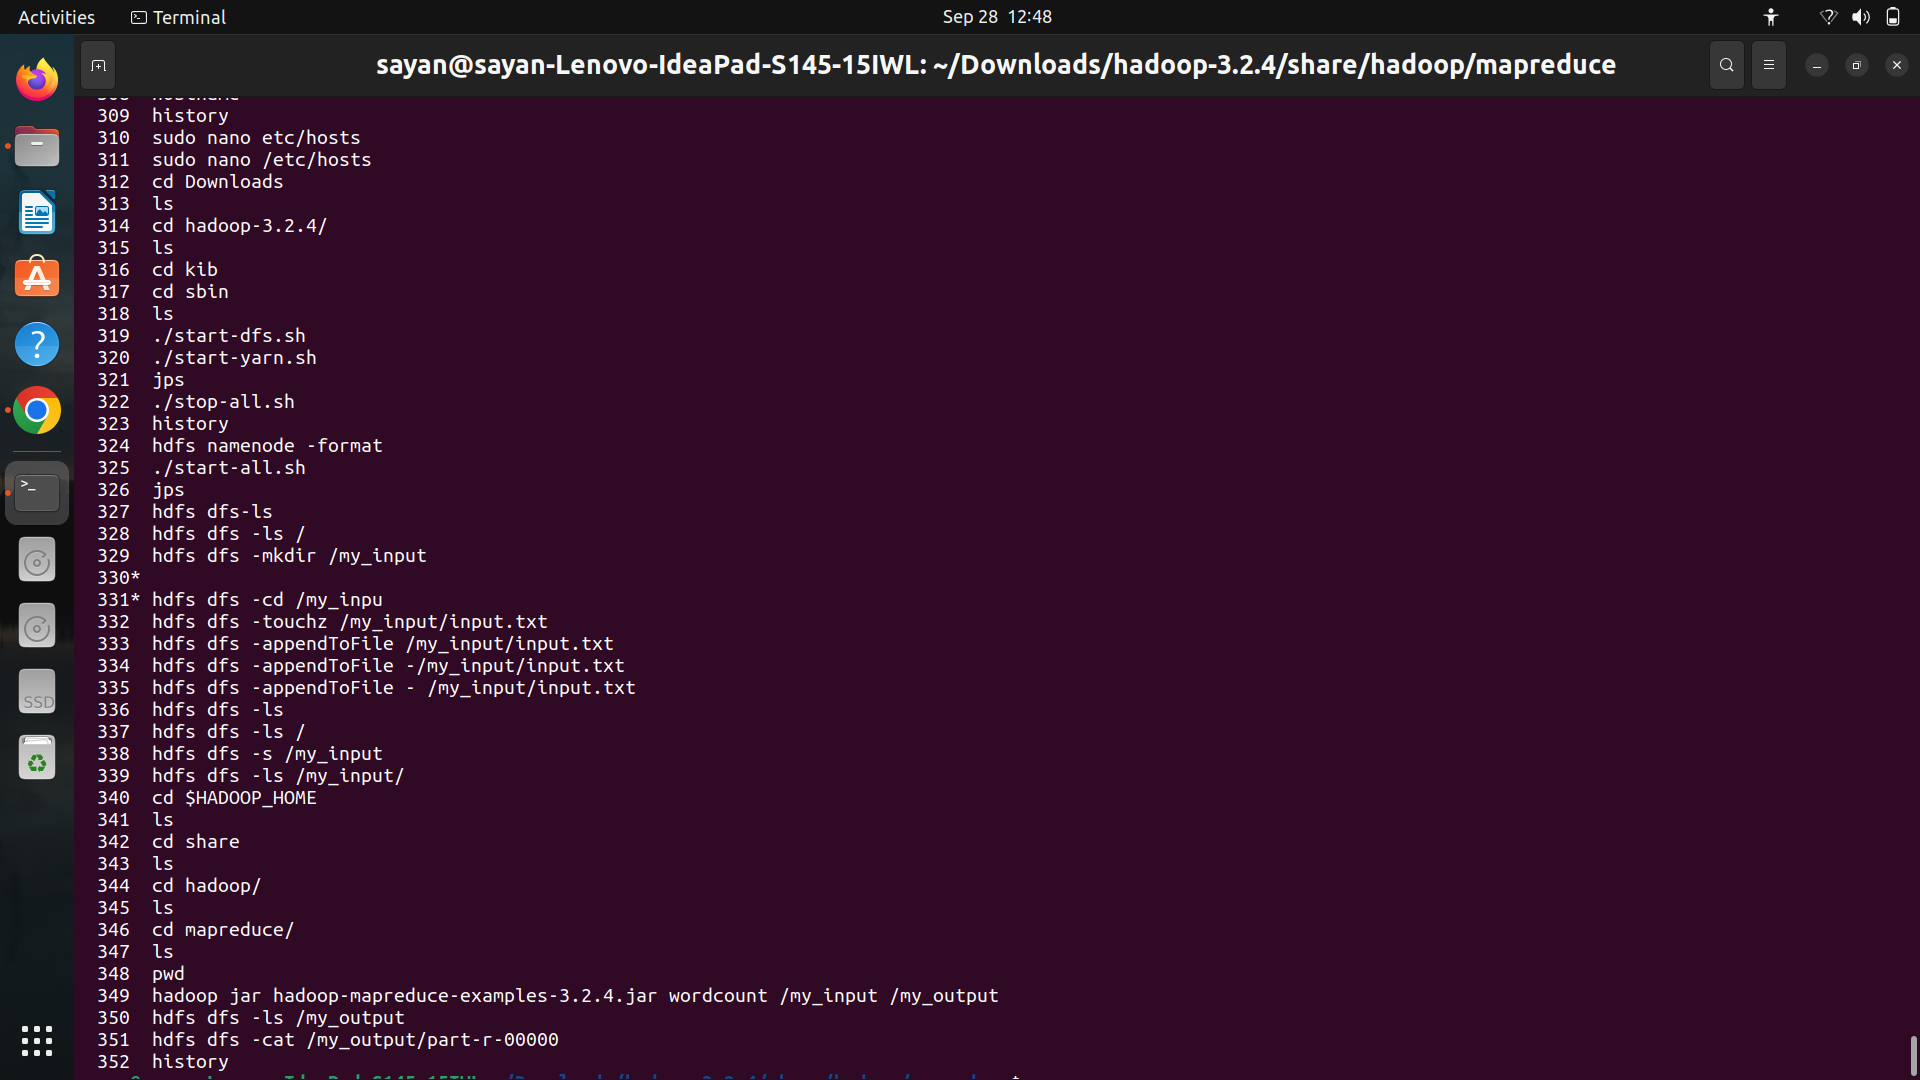 Activities
Terminal
Sep 28 12:48
sayan@sayan-Lenovo-IdeaPad-S145-15IWL: ~/Downloads/hadoop-3.2.4/share/hadoop/mapreduce
308 hostname
309 history
310 sudo nano etc/hosts
311 sudo nano /etc/hosts
312 cd Downloads
313 ls
314 cd hadoop-3.2.4/
315 ls
316 cd kib
317 cd sbin
318 ls
319 ./start-dfs.sh
320 ./start-yarn.sh
321 jps
322 ./stop-all.sh
323 history
324 hdfs namenode -format
325 ./start-all.sh
326 jps
327 hdfs dfs-ls
328 hdfs dfs -ls /
329 hdfs dfs -mkdir /my_input
330*
331* hdfs dfs -cd /my_inpu
332 hdfs dfs -touchz /my_input/input.txt
333 hdfs dfs -appendToFile /my_input/input.txt
334 hdfs dfs -appendToFile -/my_input/input.txt
335 hdfs dfs -appendToFile - /my_input/input.txt
336 hdfs dfs -ls
337 hdfs dfs -ls /
338 hdfs dfs -s /my_input
339 hdfs dfs -ls /my_input/
340 cd $HADOOP_HOME
341 ls
342 cd share
343 ls
344 cd hadoop/
345 ls
346 cd mapreduce/
347 ls
348 pwd
349 hadoop jar hadoop-mapreduce-examples-3.2.4.jar wordcount /my_input /my_output
350 hdfs dfs -ls /my_output
351 hdfs dfs -cat /my_output/part-r-00000
352 history
SSD